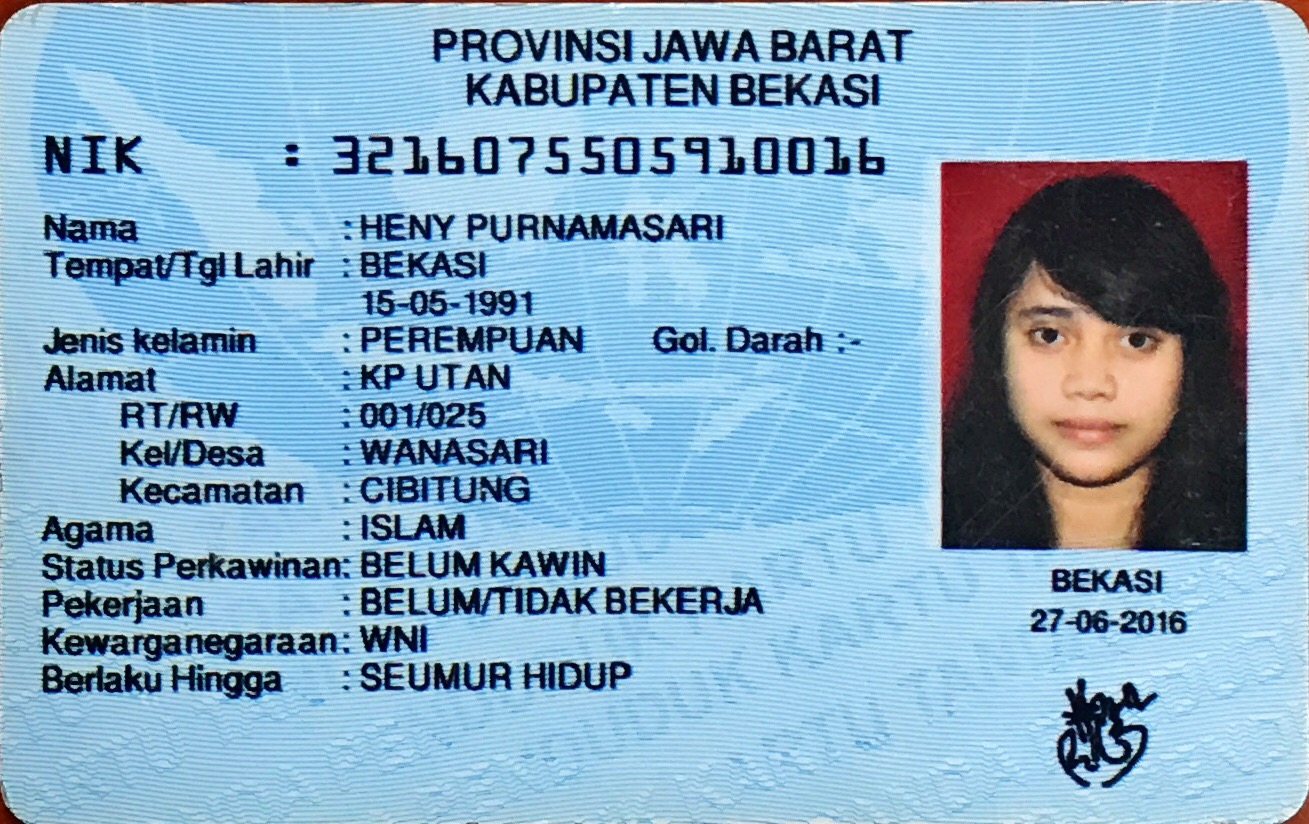 PROVINSI JAWA BARAT
KABUPATEN BEKASI
NIK : 3216075505910016
Nama : HENY PURNAMASARI
Tempat/Tgl Lahir : BEKASI
15-05-1991
Jenis kelamin : PEREMPUAN Gol. Darah :-
Alamat : KP UTAN
RT/RW : 001/025
Kel/Desa : WANASARI
Kecamatan : CIBITUNG
Agama : ISLAM
Status Perkawinan: BELUM KAWIN
Pekerjaan : BELUM/TIDAK BEKERJA
Kewarganegaraan: WNI
Berlaku Hingga : SEUMUR HIDUP
BEKASI
27-06-2016